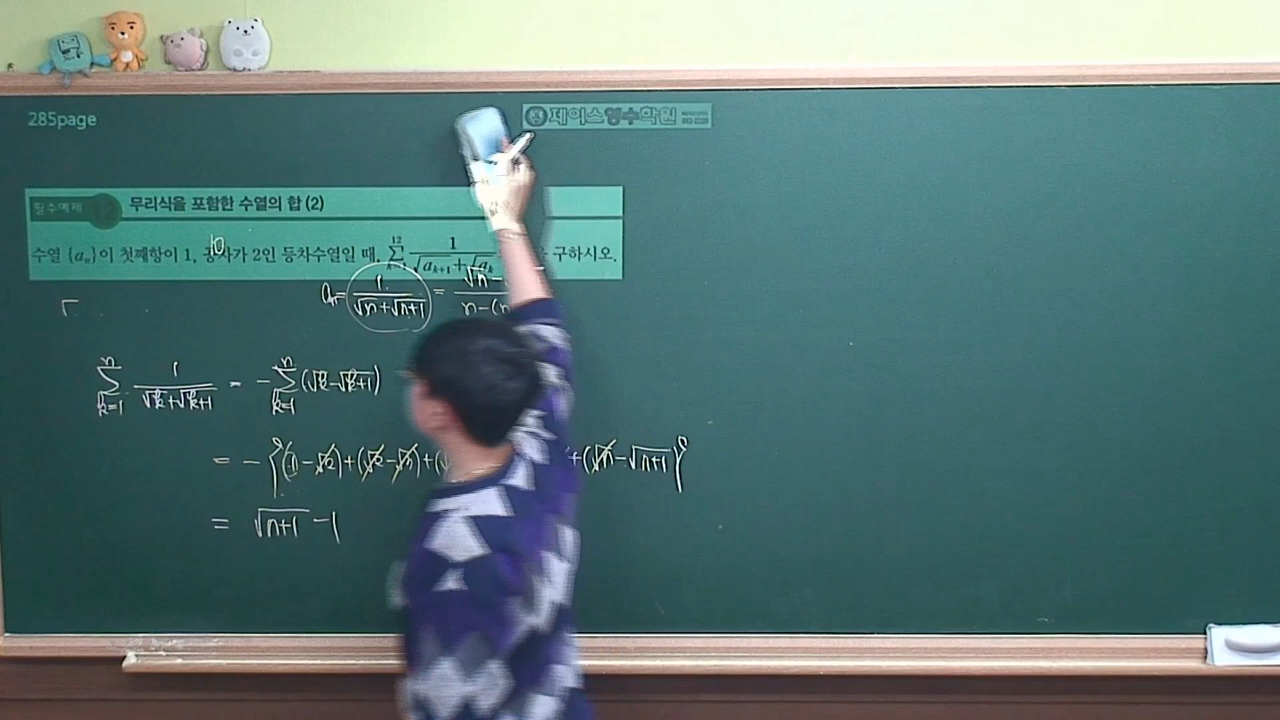 285page
제이스영수학원
필수예제 12 무리식을 포함한 수열의 합 (2)
10
수열 {aₙ}이 첫째항이 1, 공차가 2인 등차수열일 때, ∑ 12 1/(√aₖ₊₁+√aₖ) 을 구하시오.
aₙ= 1/(√n+√n+1) = √n- / n-(n
∑ₖ₌₁ⁿ 1/(√k+√k+1) = -∑ₖ₌₁ⁿ (√k-√k+1)
= -{(1-√2)+(√2-√3)+(√ +(√n-√n+1)}
= √n+1 -1